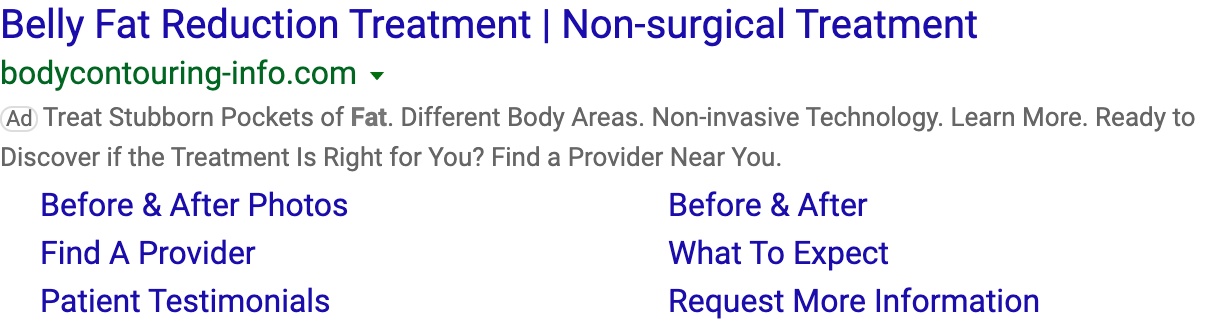 Belly Fat Reduction Treatment | Non-surgical Treatment
bodycontouring-info.com
Ad Treat Stubborn Pockets of Fat. Different Body Areas. Non-invasive Technology. Learn More. Ready to
Discover if the Treatment Is Right for You? Find a Provider Near You.
Before & After Photos
Before & After
Find A Provider
What To Expect
Patient Testimonials
Request More Information